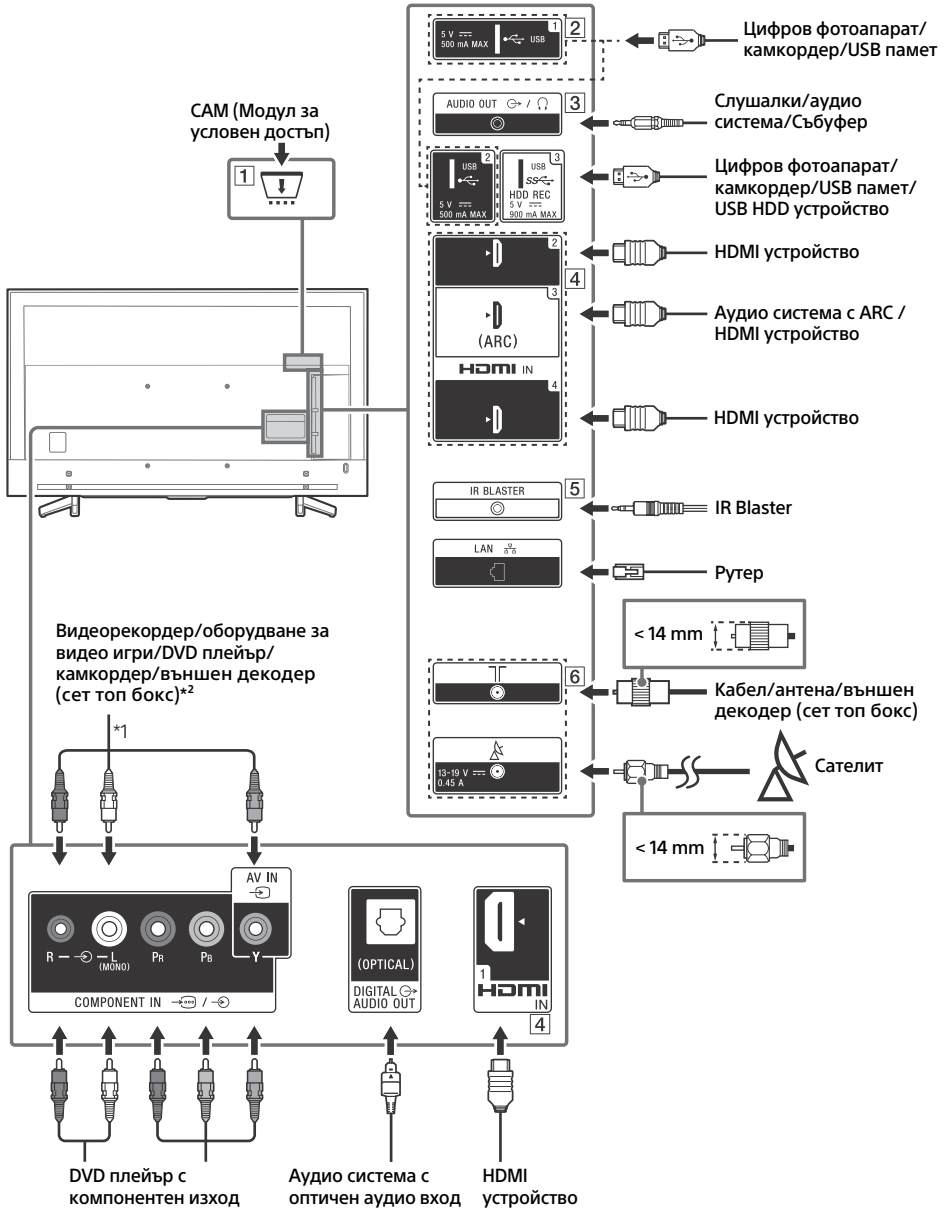 1
5 V
500 mA MAX
USB
2
Цифров фотоапарат/
камкордер/USB памет
AUDIO OUT
/
3
Слушалки/аудио
система/Събуфер
CAM (Модул за
условен достъп)
1
2
USB
5 V
500 mA MAX
3
USB
SS
HDD REC
5 V
900 mA MAX
Цифров фотоапарат/
камкордер/USB памет/
USB HDD устройство
2
HDMI устройство
4
3
(ARC)
HDMI IN
Аудио система с ARC /
HDMI устройство
4
HDMI устройство
IR BLASTER
5
IR Blaster
LAN
Рутер
< 14 mm
6
Кабел/антена/външен
декодер (сет топ бокс)
13-19 V
0.45 A
Сателит
< 14 mm
Видеорекордер/оборудване за
видео игри/DVD плейър/
камкордер/външен декодер
(сет топ бокс)*2
*1
AV IN
R — — L
(MONO)
PR
PB
Y
COMPONENT IN /
(OPTICAL)
DIGITAL
AUDIO OUT
1
HDMI
IN
4
DVD плейър с
компонентен изход
Аудио система с
оптичен аудио вход
HDMI
устройство